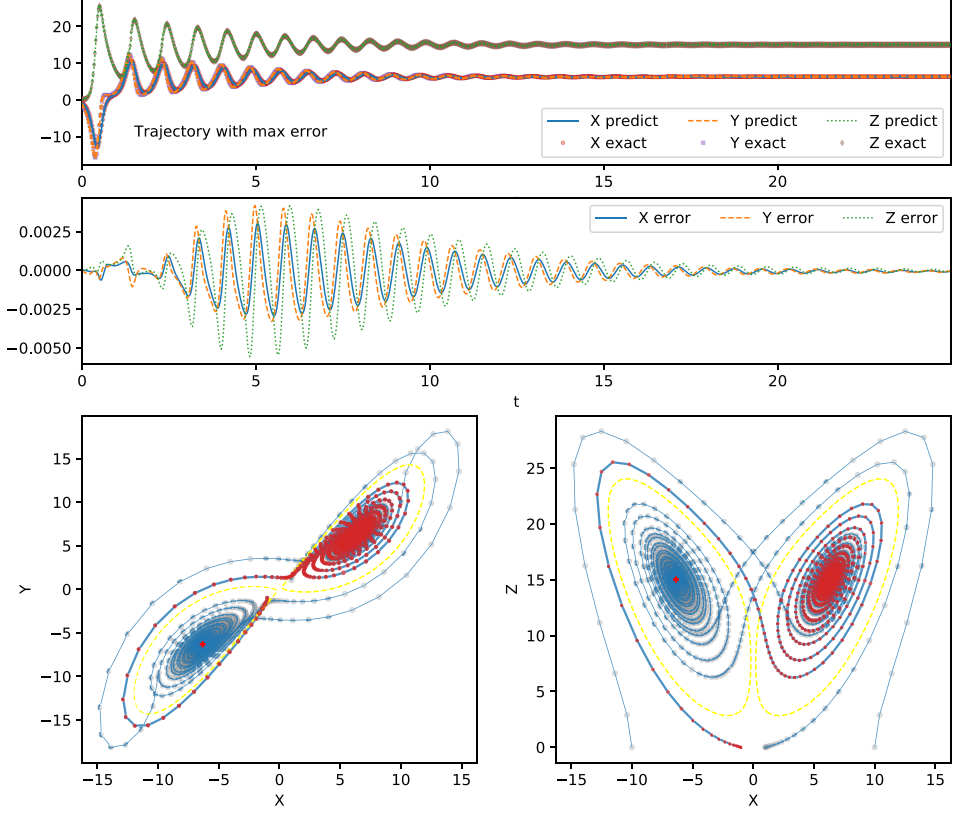 20
10
0
−10
Trajectory with max error
X predict Y predict Z predict
X exact Y exact Z exact
0 5 10 15 20
X error Y error Z error
0.0025
0.0000
−0.0025
−0.0050
0 5 10 15 20
t
15
10
5
0
−5
−10
−15
Y
−15 −10 −5 0 5 10 15
X
25
20
15
10
5
0
Z
−15 −10 −5 0 5 10 15
X